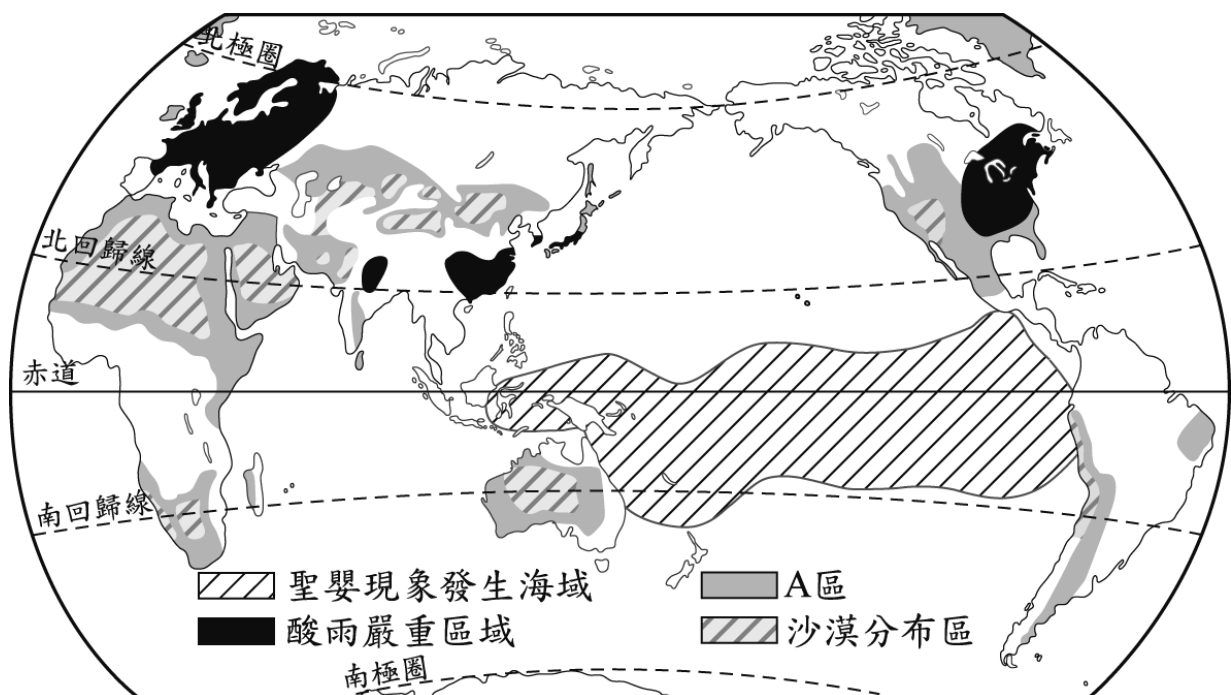 北極圈
北回歸線
赤道
南回歸線
聖嬰現象發生海域
A區
酸雨嚴重區域
沙漠分布區
南極圈